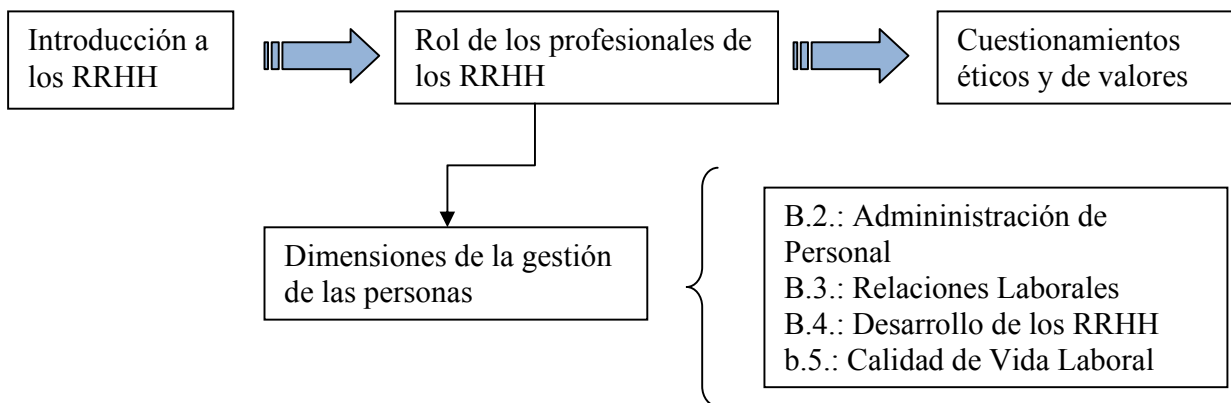 Introducción a
los RRHH
Rol de los profesionales de
los RRHH
Cuestionamientos
éticos y de valores
Dimensiones de la gestión
de las personas
B.2.: Admininistración de
Personal
B.3.: Relaciones Laborales
B.4.: Desarrollo de los RRHH
b.5.: Calidad de Vida Laboral